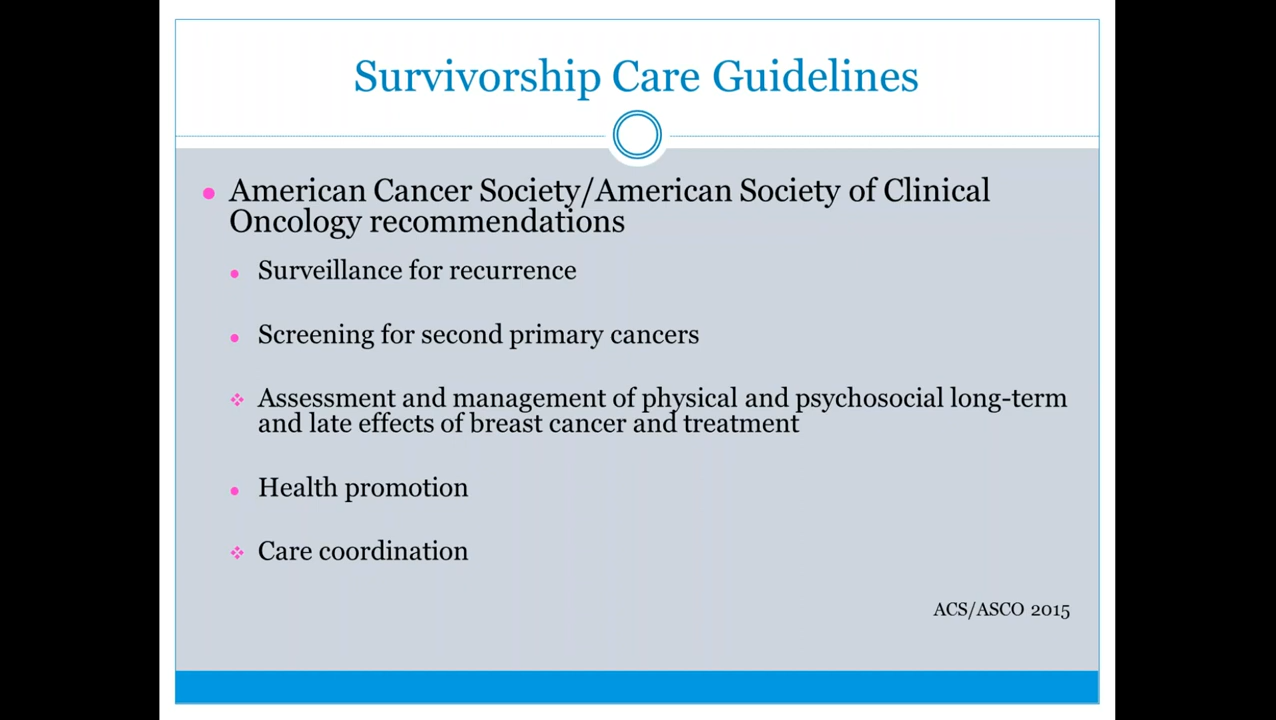 Survivorship Care Guidelines
American Cancer Society/American Society of Clinical
Oncology recommendations
Surveillance for recurrence
Screening for second primary cancers
Assessment and management of physical and psychosocial long-term
and late effects of breast cancer and treatment
Health promotion
Care coordination
ACS/ASCO 2015